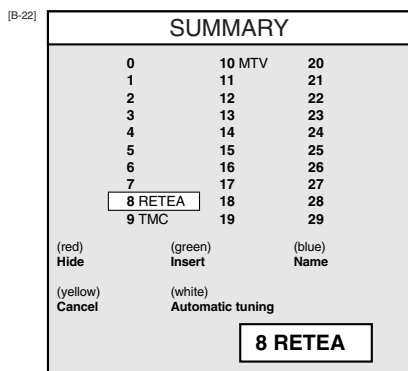 [B-22]
SUMMARY
0 10 MTV 20
1 11 21
2 12 22
3 13 23
4 14 24
5 15 25
6 16 26
7 17 27
8 RETEA 18 28
9 TMC 19 29
(red) (green) (blue)
Hide Insert Name
(yellow) (white)
Cancel Automatic tuning
8 RETEA